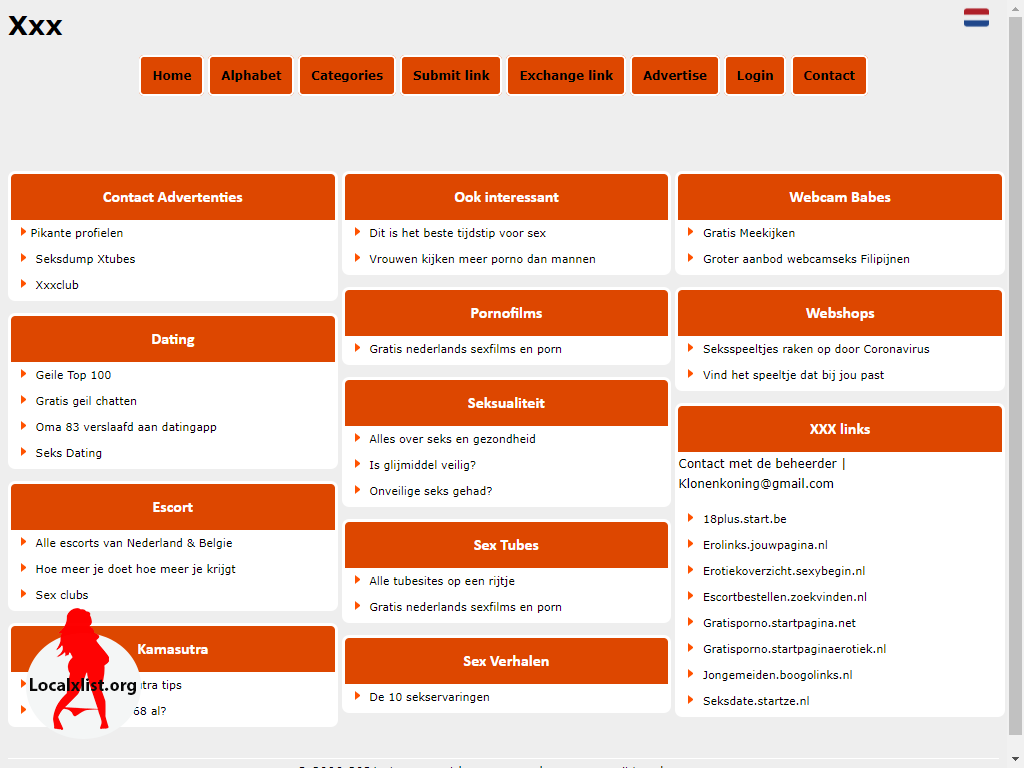 Xxx
Home
Alphabet
Categories
Submit link
Exchange link
Advertise
Login
Contact
Contact Advertenties
Pikante profielen
Seksdump Xtubes
Xxxclub
Dating
Geile Top 100
Gratis geil chatten
Oma 83 verslaafd aan datingapp
Seks Dating
Escort
Alle escorts van Nederland & Belgie
Hoe meer je doet hoe meer je krijgt
Sex clubs
Kamasutra
tips
68 al?
Localxlist.org
Ook interessant
Dit is het beste tijdstip voor sex
Vrouwen kijken meer porno dan mannen
Pornofilms
Gratis nederlands sexfilms en porn
Seksualiteit
Alles over seks en gezondheid
Is glijmiddel veilig?
Onveilige seks gehad?
Sex Tubes
Alle tubesites op een rijtje
Gratis nederlands sexfilms en porn
Sex Verhalen
De 10 sekservaringen
Webcam Babes
Gratis Meekijken
Groter aanbod webcamseks Filipijnen
Webshops
Seksspeeltjes raken op door Coronavirus
Vind het speeltje dat bij jou past
XXX links
Contact met de beheerder |
Klonenkoning@gmail.com
18plus.start.be
Erolinks.jouwpagina.nl
Erotiekoverzicht.sexybegin.nl
Escortbestellen.zoekvinden.nl
Gratisporno.startpagina.net
Gratisporno.startpaginaerotiek.nl
Jongemeiden.boogolinks.nl
Seksdate.startze.nl